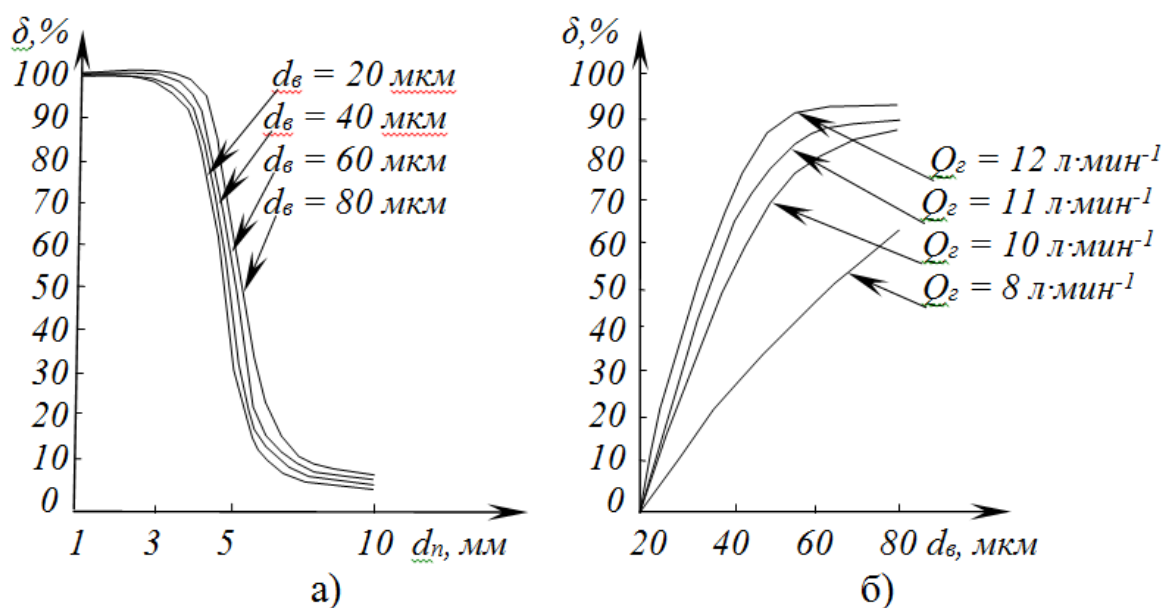 δ,%
100
90
80
70
60
50
40
30
20
10
0
1 3 5 10 dп, мм
dв = 20 мкм
dв = 40 мкм
dв = 60 мкм
dв = 80 мкм
а)
δ,%
100
90
80
70
60
50
40
30
20
10
0
20 40 60 80 dв, мкм
Qг = 12 л·мин⁻¹
Qг = 11 л·мин⁻¹
Qг = 10 л·мин⁻¹
Qг = 8 л·мин⁻¹
б)